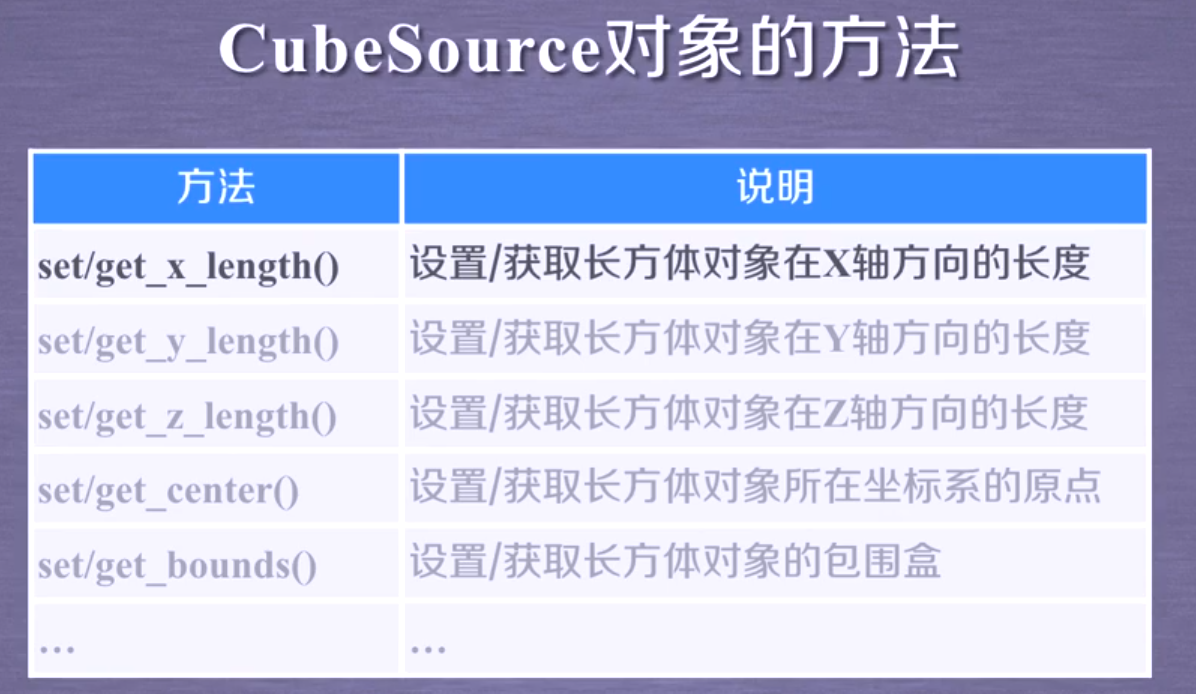 CubeSource对象的方法
方法 说明
set/get_x_length() 设置/获取长方体对象在X轴方向的长度
set/get_y_length() 设置/获取长方体对象在Y轴方向的长度
set/get_z_length() 设置/获取长方体对象在Z轴方向的长度
set/get_center() 设置/获取长方体对象所在坐标系的原点
set/get_bounds() 设置/获取长方体对象的包围盒
… …